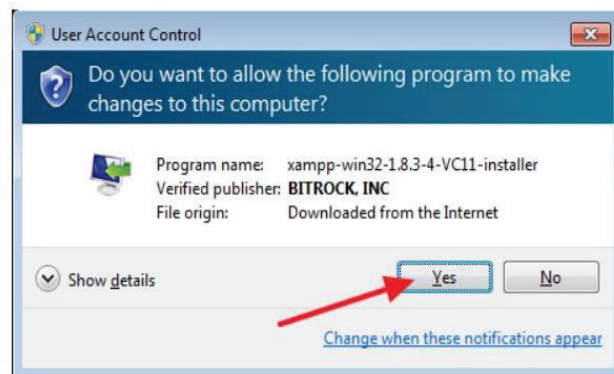 User Account Control
Do you want to allow the following program to make
changes to this computer?
Program name: xampp-win32-1.8.3-4-VC11-installer
Verified publisher: BITROCK, INC
File origin: Downloaded from the Internet
Show details
Yes
No
Change when these notifications appear